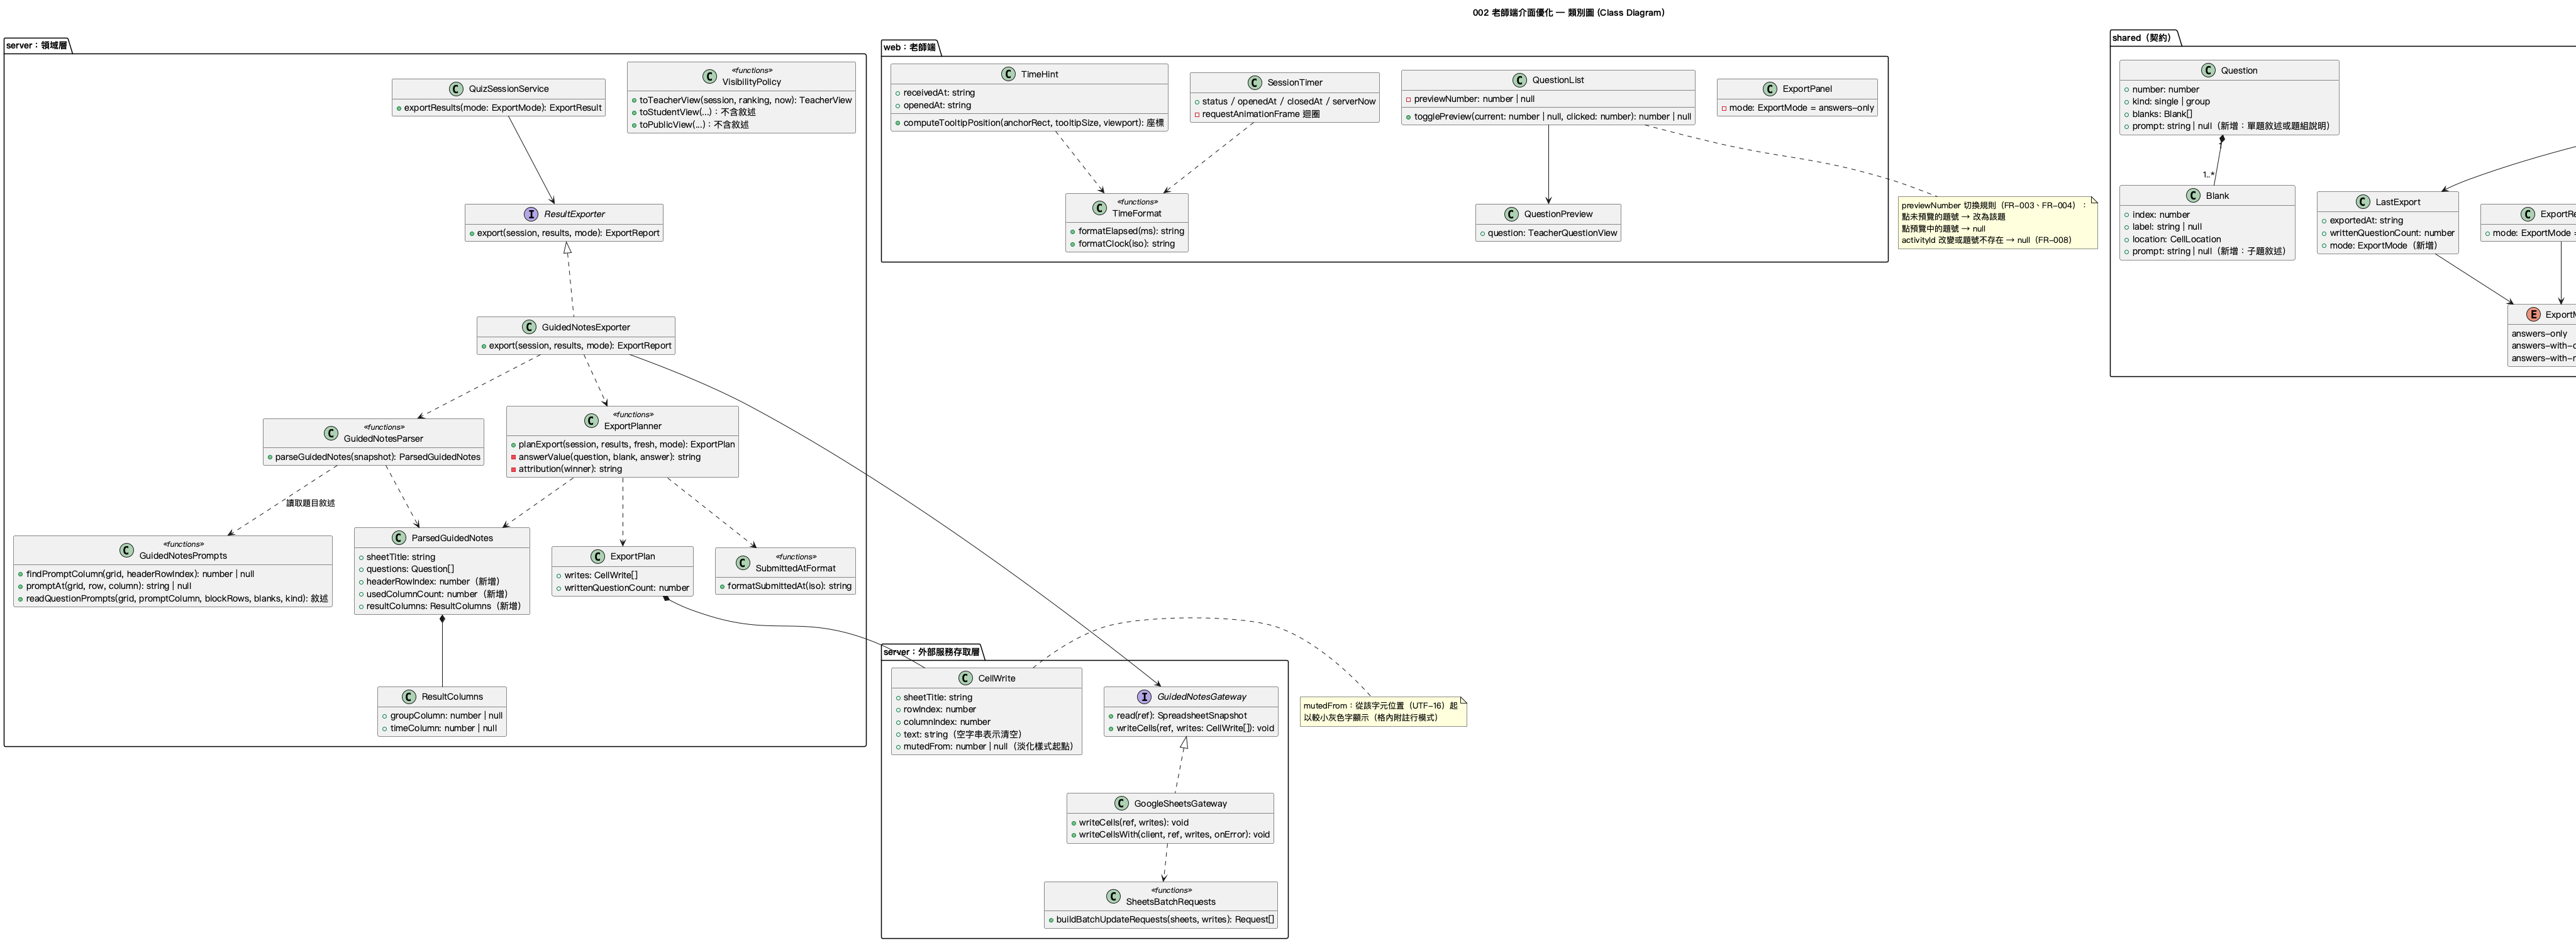 002 老師端介面優化 — 類別圖 (Class Diagram)
server：領域層
C QuizSessionService
exportResults(mode: ExportMode): ExportResult
«functions»
C VisibilityPolicy
toTeacherView(session, ranking, now): TeacherView
toStudentView(...)：不含敘述
toPublicView(...)：不含敘述
I ResultExporter
export(session, results, mode): ExportReport
C GuidedNotesExporter
export(session, results, mode): ExportReport
«functions»
C GuidedNotesParser
parseGuidedNotes(snapshot): ParsedGuidedNotes
«functions»
C ExportPlanner
planExport(session, results, fresh, mode): ExportPlan
answerValue(question, blank, answer): string
attribution(winner): string
讀取題目敘述
«functions»
C GuidedNotesPrompts
findPromptColumn(grid, headerRowIndex): number | null
promptAt(grid, row, column): string | null
readQuestionPrompts(grid, promptColumn, blockRows, blanks, kind): 敘述
C ParsedGuidedNotes
sheetTitle: string
questions: Question[]
headerRowIndex: number（新增）
usedColumnCount: number（新增）
resultColumns: ResultColumns（新增）
C ExportPlan
writes: CellWrite[]
writtenQuestionCount: number
«functions»
C SubmittedAtFormat
formatSubmittedAt(iso): string
C ResultColumns
groupColumn: number | null
timeColumn: number | null
web：老師端
C TimeHint
receivedAt: string
openedAt: string
computeTooltipPosition(anchorRect, tooltipSize, viewport): 座標
C SessionTimer
status / openedAt / closedAt / serverNow
requestAnimationFrame 迴圈
C QuestionList
previewNumber: number | null
togglePreview(current: number | null, clicked: number): number | null
C ExportPanel
mode: ExportMode = answers-only
«functions»
C TimeFormat
formatElapsed(ms): string
formatClock(iso): string
C QuestionPreview
question: TeacherQuestionView
previewNumber 切換規則（FR-003、FR-004）：
點未預覽的題號 → 改為該題
點預覽中的題號 → null
activityId 改變或題號不存在 → null（FR-008）
server：外部服務存取層
C CellWrite
sheetTitle: string
rowIndex: number
columnIndex: number
text: string（空字串表示清空）
mutedFrom: number | null（淡化樣式起點）
I GuidedNotesGateway
read(ref): SpreadsheetSnapshot
writeCells(ref, writes: CellWrite[]): void
mutedFrom：從該字元位置（UTF-16）起
以較小灰色字顯示（格內附註行模式）
C GoogleSheetsGateway
writeCells(ref, writes): void
writeCellsWith(client, ref, writes, onError): void
«functions»
C SheetsBatchRequests
buildBatchUpdateRequests(sheets, writes): Request[]
shared（契約）
C Question
number: number
kind: single | group
blanks: Blank[]
prompt: string | null（新增：單題敘述或題組說明）
1..*
C Blank
index: number
label: string | null
location: CellLocation
prompt: string | null（新增：子題敘述）
C LastExport
exportedAt: string
writtenQuestionCount: number
mode: ExportMode（新增）
C ExportRe
mode: ExportMode =
E ExportM
answers-only
answers-with-
answers-with-